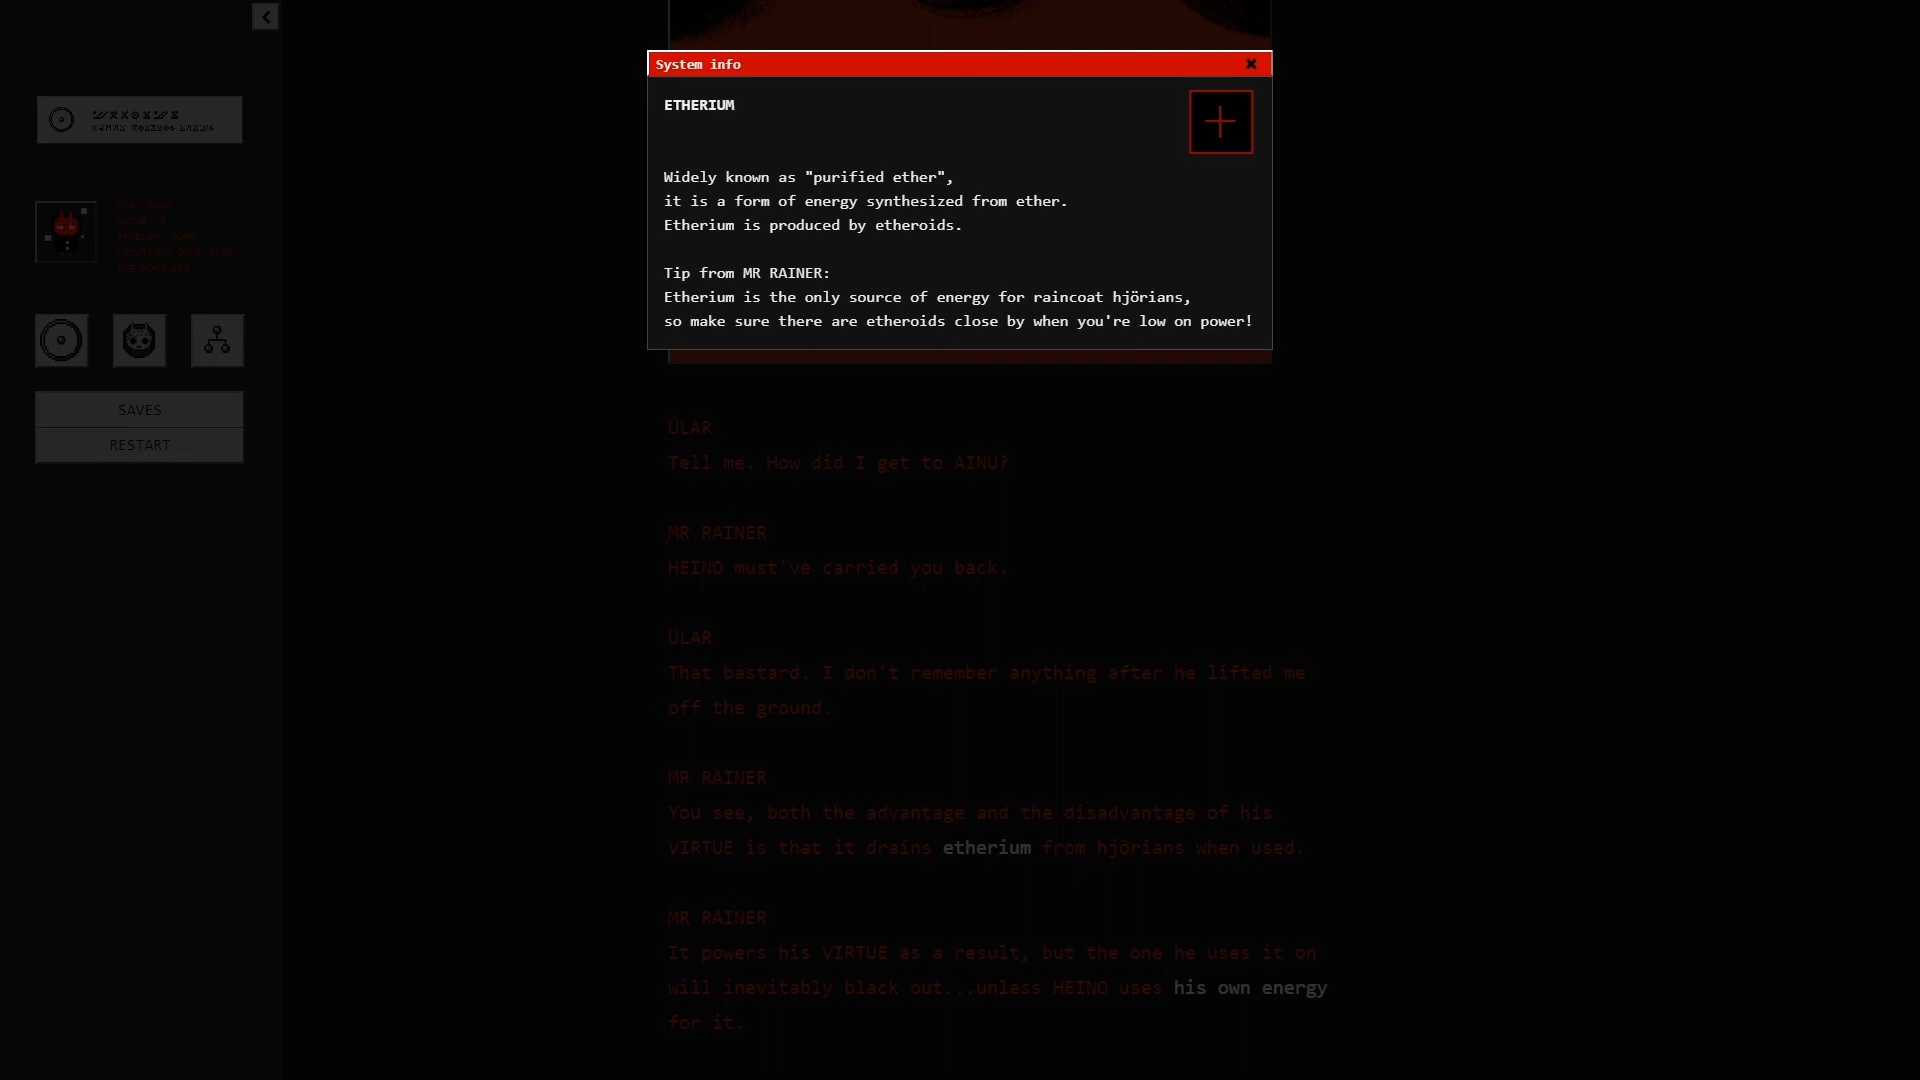 System info
ETHERIUM
Widely known as "purified ether",
it is a form of energy synthesized from ether.
Etherium is produced by etheroids.
Tip from MR RAINER:
Etherium is the only source of energy for raincoat hjörians,
so make sure there are etheroids close by when you're low on power!
SAVES
RESTART
ÜLAR
Tell me. How did I get to AINU?
MR RAINER
HEINO must've carried you back.
ÜLAR
That bastard. I don't remember anything after he lifted me
off the ground.
MR RAINER
You see, both the advantage and the disadvantage of his
VIRTUE is that it drains etherium from hjörians when used.
MR RAINER
It powers his VIRTUE as a result, but the one he uses it on
will inevitably black out...unless HEINO uses his own energy
for it.